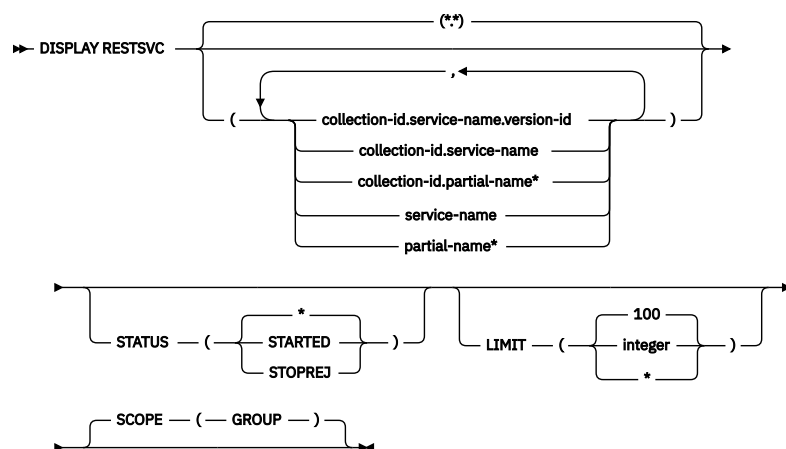 (*.*)
DISPLAY RESTSVC
,
( collection-id.service-name.version-id )
collection-id.service-name
collection-id.partial-name*
service-name
partial-name*
* 100
STATUS ( STARTED ) LIMIT ( integer )
STOPREJ *
SCOPE ( GROUP )